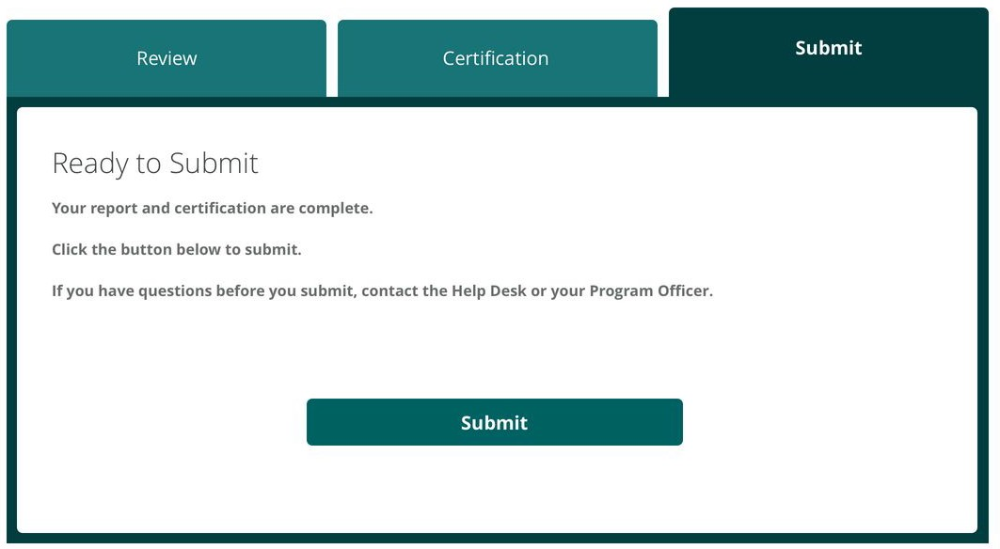 Review
Certification
Submit
Ready to Submit
Your report and certification are complete.
Click the button below to submit.
If you have questions before you submit, contact the Help Desk or your Program Officer.
Submit